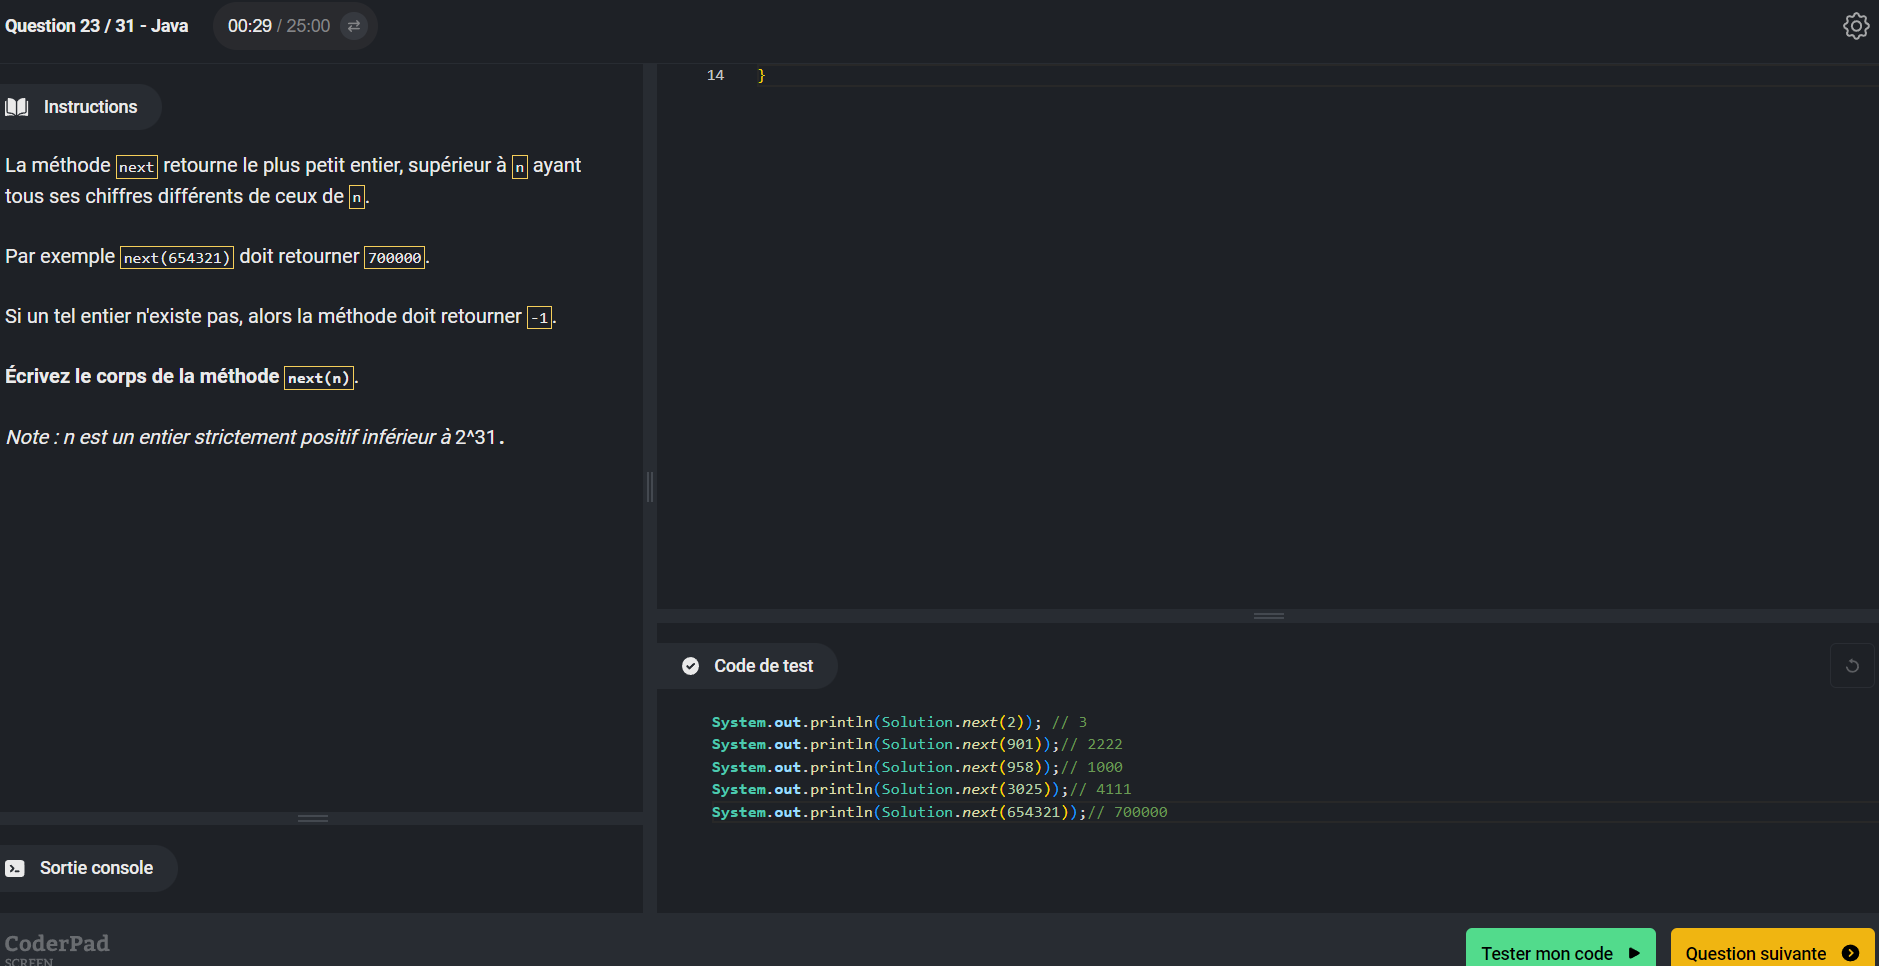 Question 23 / 31 - Java
00:29 / 25:00
Instructions
La méthode next retourne le plus petit entier, supérieur à n ayant
tous ses chiffres différents de ceux de n.
Par exemple next(654321) doit retourner 700000.
Si un tel entier n'existe pas, alors la méthode doit retourner -1.
Écrivez le corps de la méthode next(n).
Note : n est un entier strictement positif inférieur à 2^31.
Sortie console
14 }
Code de test
System.out.println(Solution.next(2)); // 3
System.out.println(Solution.next(901));// 2222
System.out.println(Solution.next(958));// 1000
System.out.println(Solution.next(3025));// 4111
System.out.println(Solution.next(654321));// 700000
CoderPad
SCREEN
Tester mon code
Question suivante